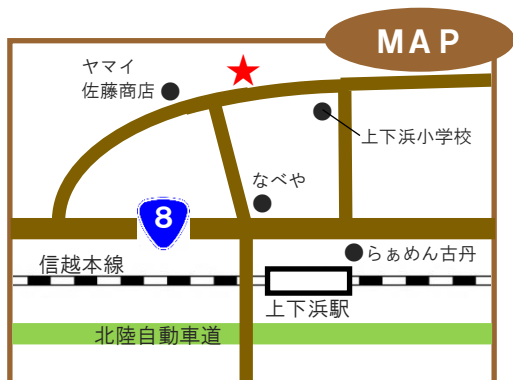 MAP
ヤマイ
佐藤商店
上下浜小学校
なべや
8
らぁめん古丹
信越本線
上下浜駅
北陸自動車道